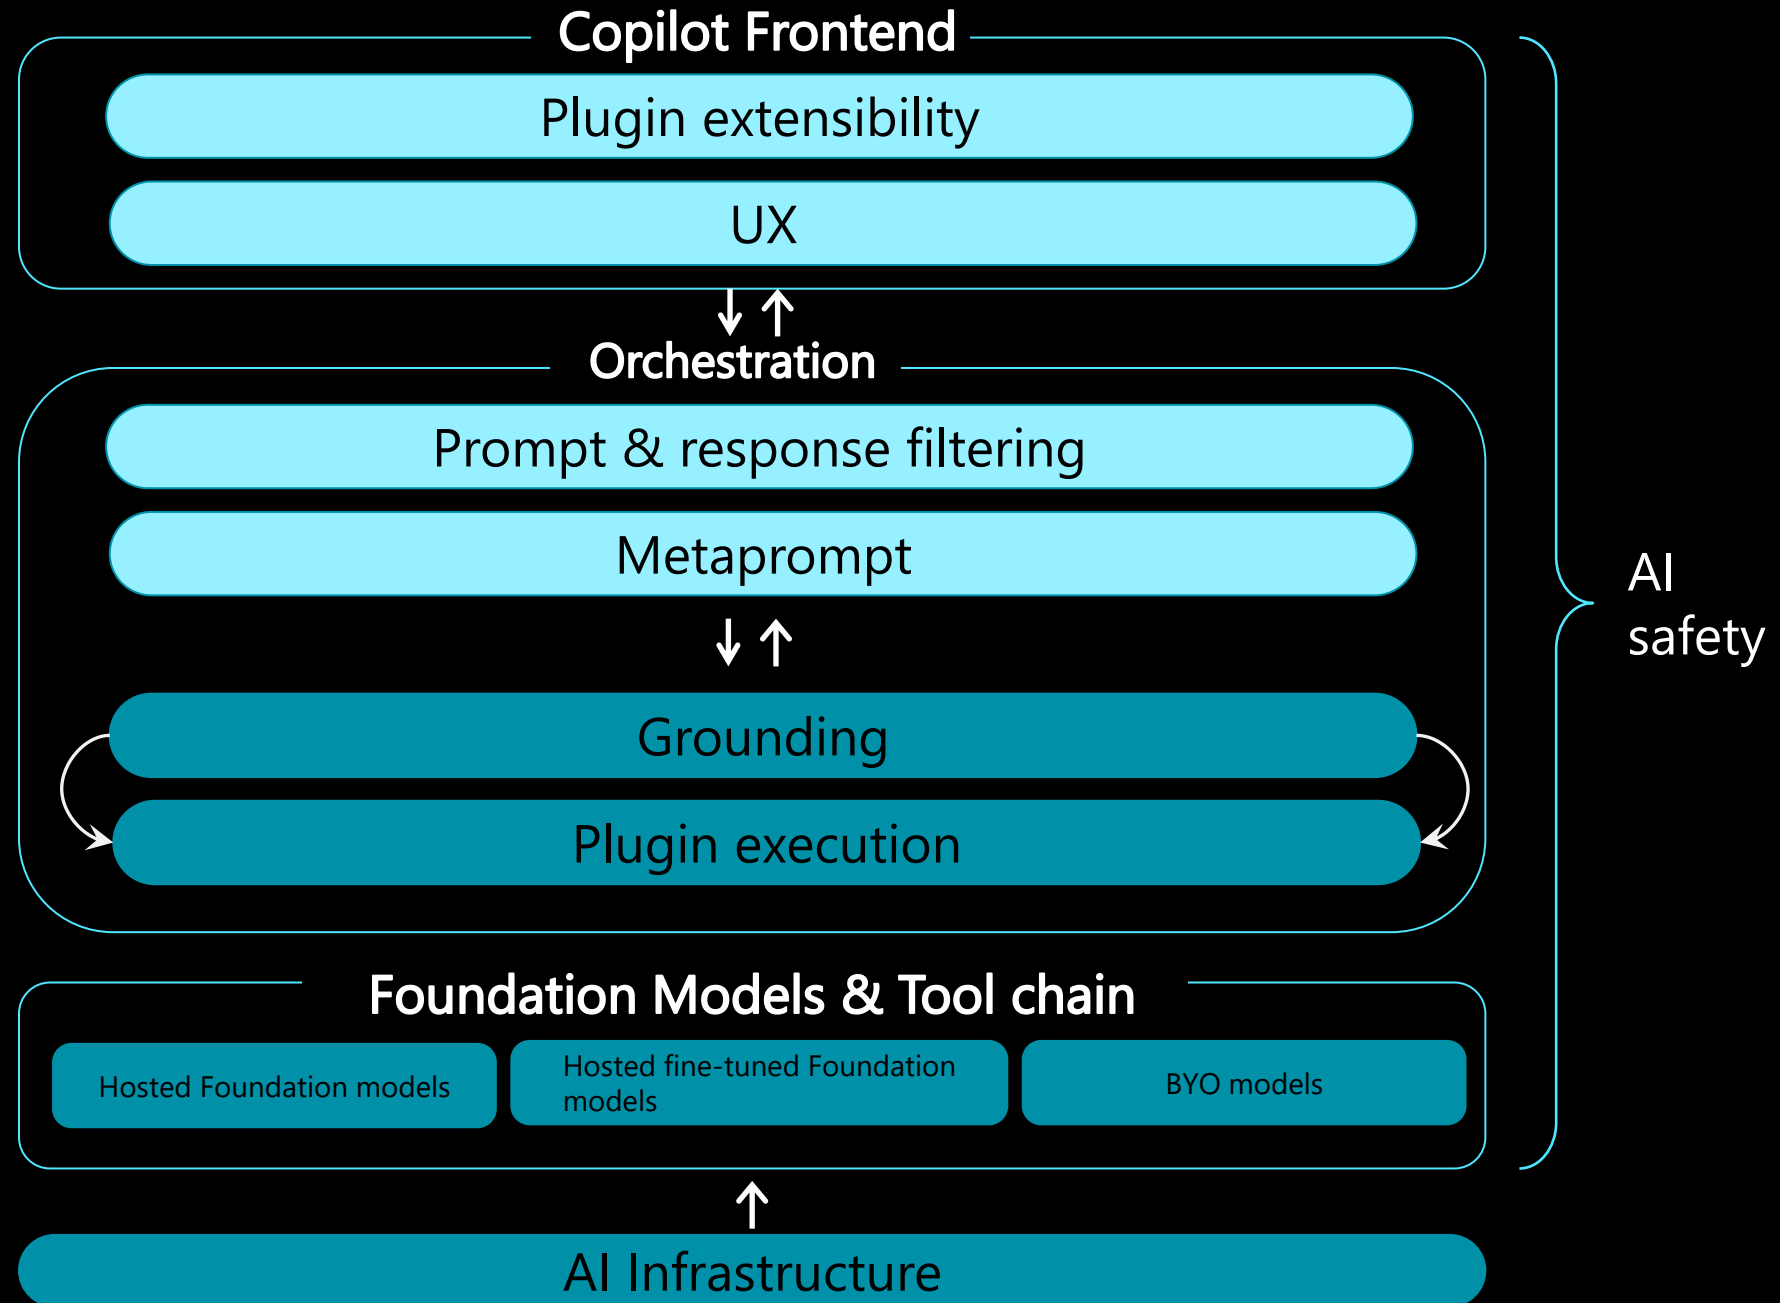 Copilot Frontend
Plugin extensibility
UX
Orchestration
Prompt & response filtering
Metaprompt
Grounding
Plugin execution
AI
safety
Foundation Models & Tool chain
Hosted Foundation models
Hosted fine-tuned Foundation
models
BYO models
AI Infrastructure